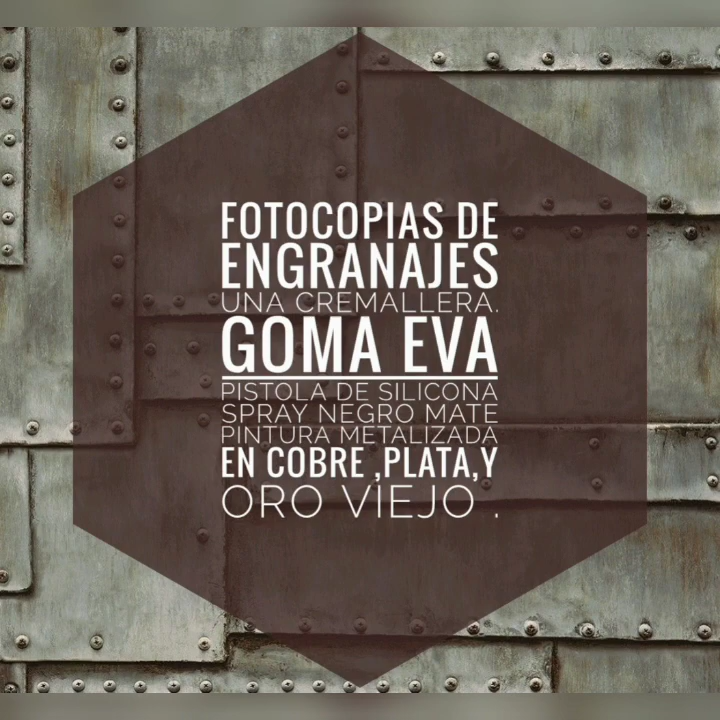 FOTOCOPIAS DE
ENGRANAJES
UNA CREMALLERA.
GOMA EVA
PISTOLA DE SILICONA
SPRAY NEGRO MATE
PINTURA METALIZADA
EN COBRE ,PLATA,Y
ORO VIEJO .